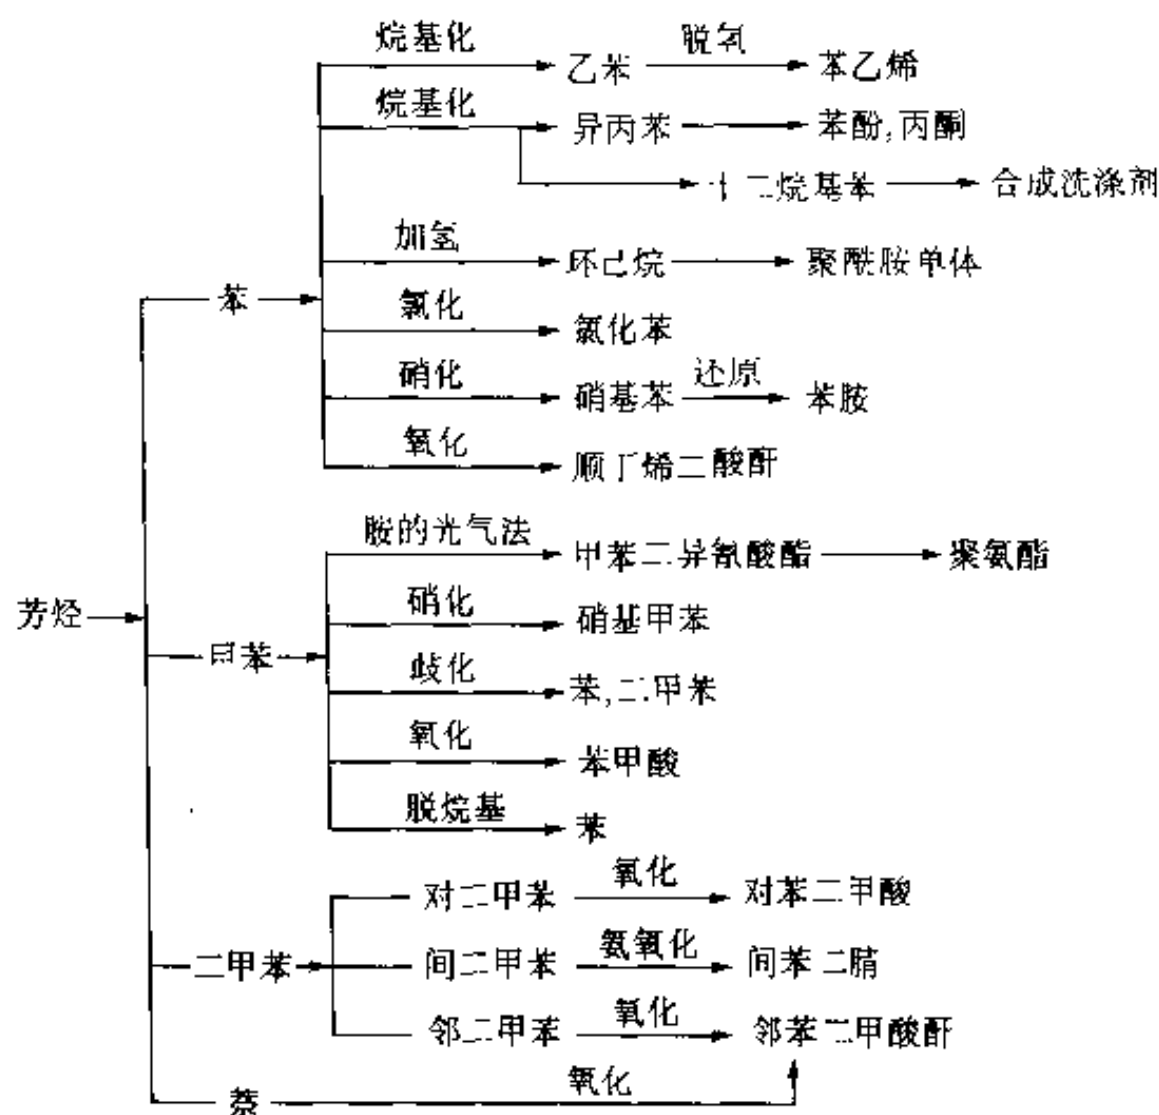 烷基化 脱氢
乙苯 苯乙烯
烷基化
异丙苯 苯酚,丙酮
十二烷基苯 合成洗涤剂
加氢
环己烷 聚酰胺单体
苯
氯化
氯化苯
硝化 还原
硝基苯 苯胺
氧化
顺丁烯二酸酐
胺的光气法
甲苯二异氰酸酯 聚氨酯
硝化
芳烃 硝基甲苯
甲苯
歧化
苯,二甲苯
氧化
苯甲酸
脱烷基
苯
氧化
对二甲苯 对苯二甲酸
氨氧化
二甲苯 间二甲苯 间苯二腈
氧化
邻二甲苯 邻苯二甲酸酐
氧化
萘